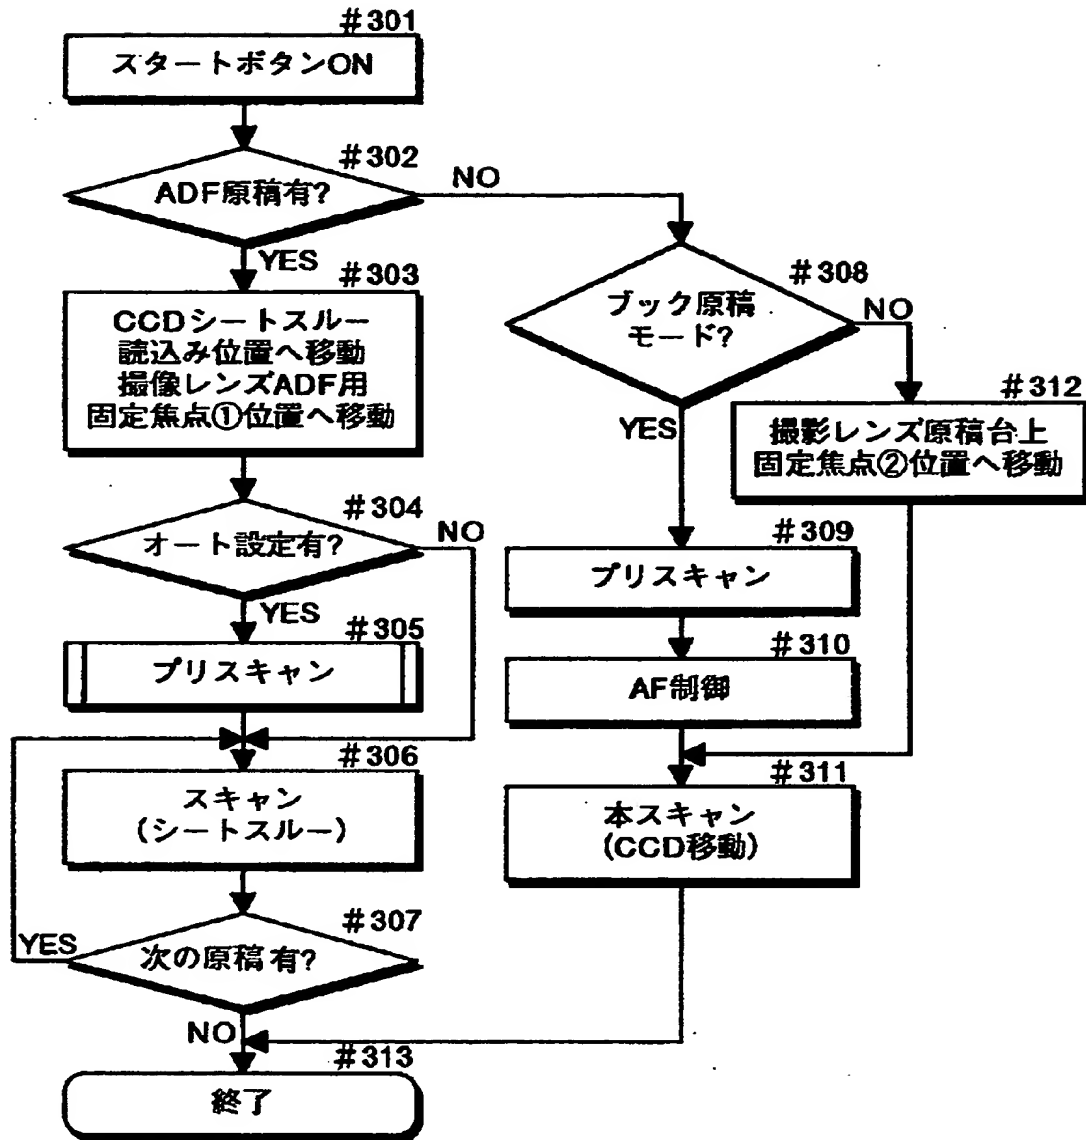 #301
スタートボタンON
#302
ADF原稿有?
NO
YES
#303
CCDシートスルー
読込み位置へ移動
撮像レンズADF用
固定焦点①位置へ移動
#304
オート設定有?
NO
YES
#305
プリスキャン
#306
スキャン
(シートスルー)
#307
次の原稿有?
YES
NO
#308
ブック原稿
モード?
NO
YES
#312
撮影レンズ原稿台上
固定焦点②位置へ移動
#309
プリスキャン
#310
AF制御
#311
本スキャン
(CCD移動)
#313
終了